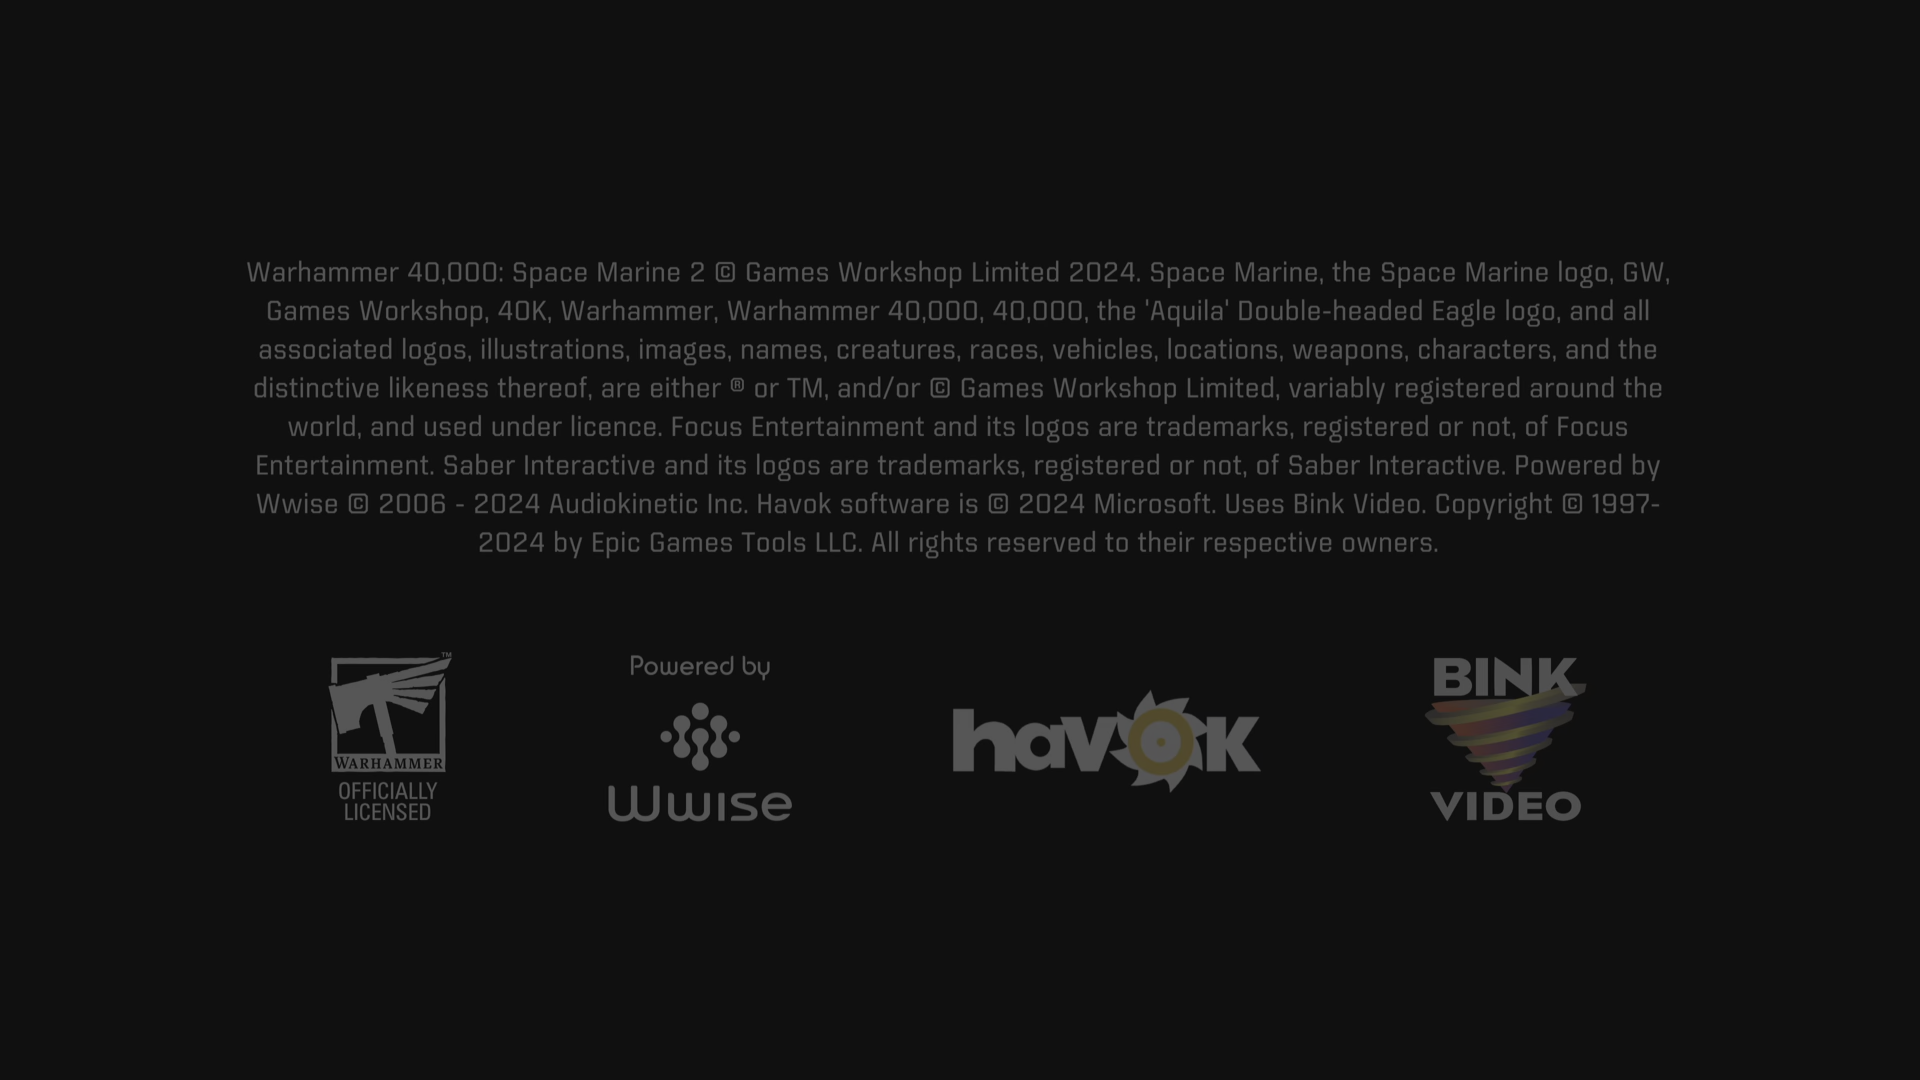 Warhammer 40,000: Space Marine 2 © Games Workshop Limited 2024. Space Marine, the Space Marine logo, GW,
Games Workshop, 40K, Warhammer, Warhammer 40,000, 40,000, the 'Aquila' Double-headed Eagle logo, and all
associated logos, illustrations, images, names, creatures, races, vehicles, locations, weapons, characters, and the
distinctive likeness thereof, are either ® or TM, and/or © Games Workshop Limited, variably registered around the
world, and used under licence. Focus Entertainment and its logos are trademarks, registered or not, of Focus
Entertainment. Saber Interactive and its logos are trademarks, registered or not, of Saber Interactive. Powered by
Wwise © 2006 - 2024 Audiokinetic Inc. Havok software is © 2024 Microsoft. Uses Bink Video. Copyright © 1997-
2024 by Epic Games Tools LLC. All rights reserved to their respective owners.
™
WARHAMMER
OFFICIALLY
LICENSED
Powered by
Wwise
havok
BINK
VIDEO